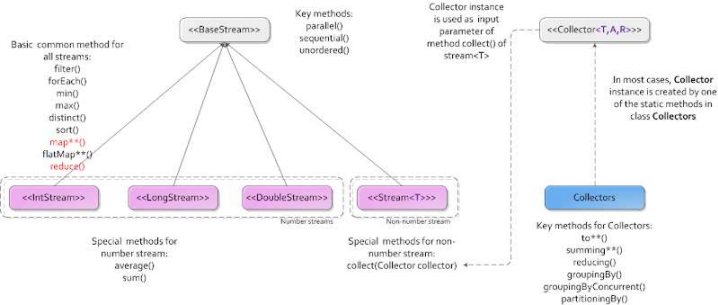 <<BaseStream>>
Key methods:
parallel()
sequential()
unordered()
Collector instance
is used as input
parameter of
method collect() of
stream<T>
<<Collector<T,A,R>>>
Basic common method for
all streams:
filter()
forEach()
min()
max()
distinct()
sort()
map**()
flatMap**()
reduce()
In most cases, Collector
instance is created by one
of the static methods in
class Collectors
<<IntStream>>
<<LongStream>>
<<DoubleStream>>
<<Stream<T>>>
Collectors
Number streams
Non-number stream
Special methods for
number stream:
average()
sum()
Special methods for non-
number stream:
collect(Collector collector)
Key methods for Collectors:
to**()
summing**()
reducing()
groupingBy()
groupingByConcurrent()
partitioningBy()